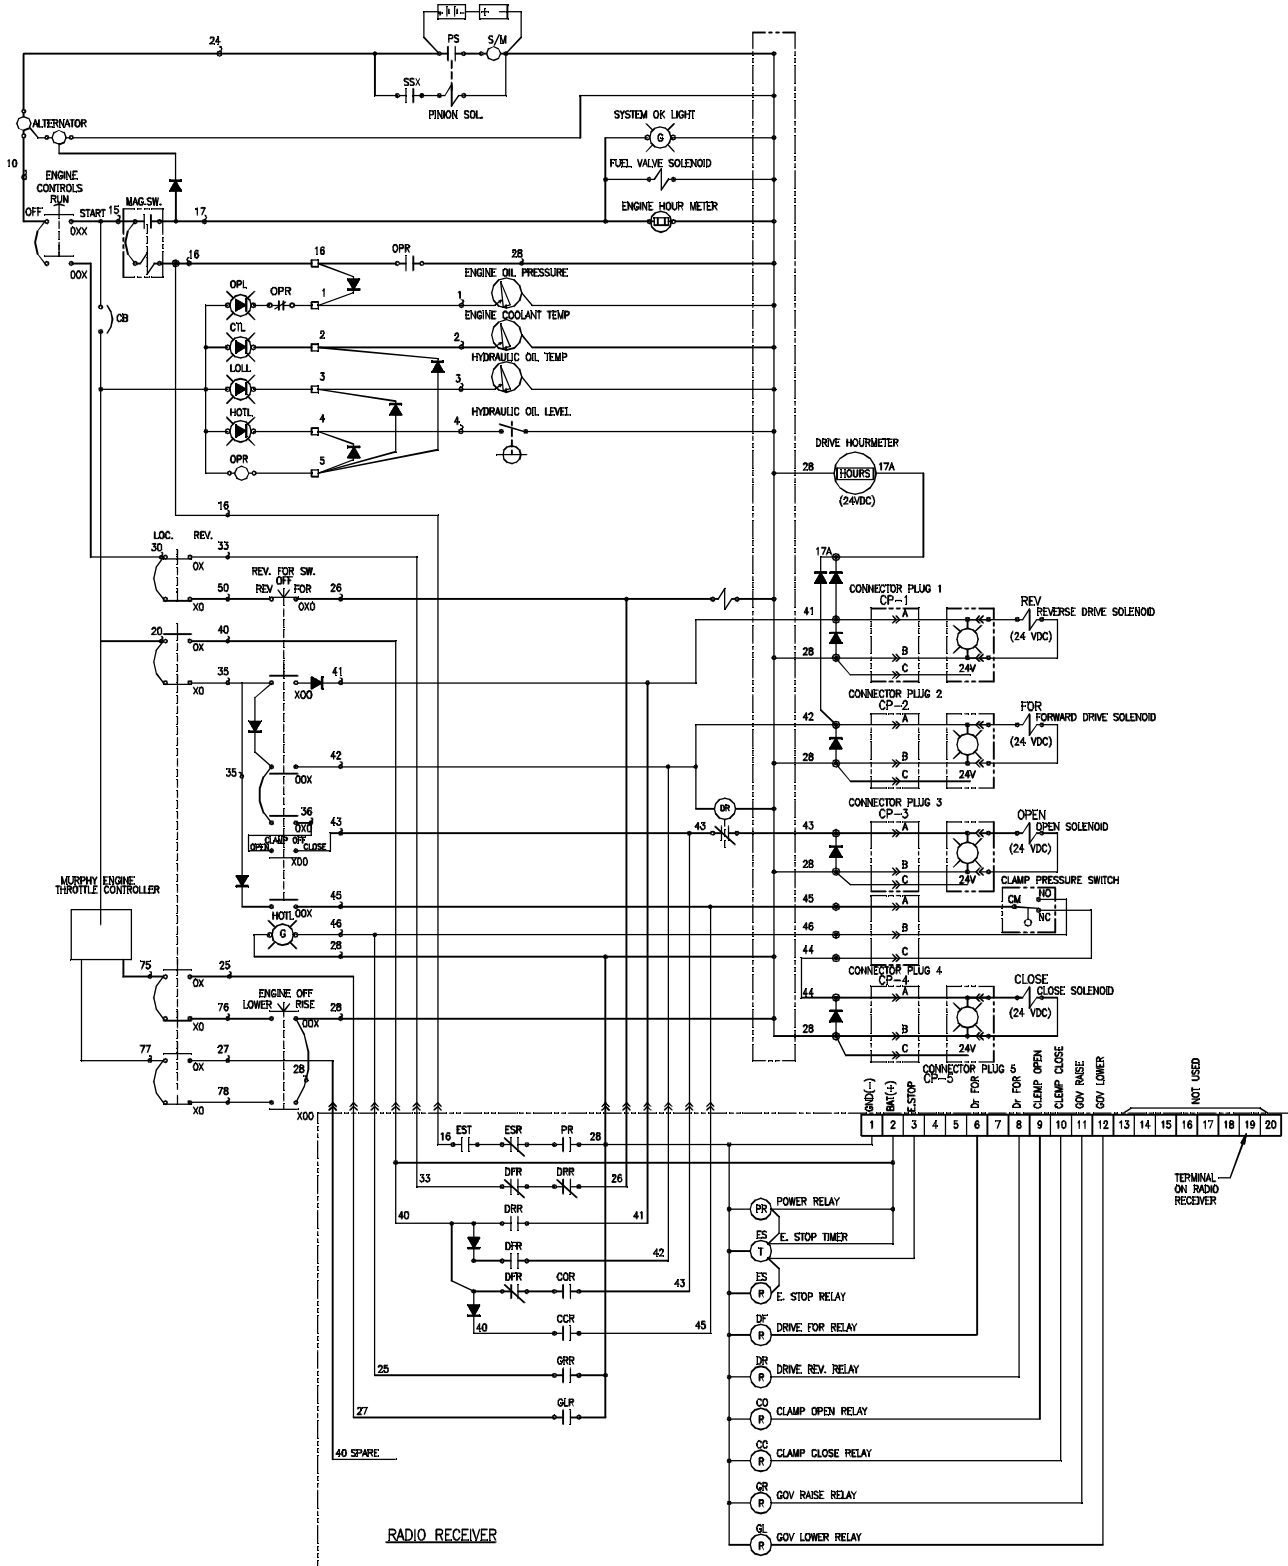 24
PS
S/M
SSX
PINION SOL.
SYSTEM OK LIGHT
ALTERNATOR
G
FUEL VALVE SOLENOID
10
ENGINE
CONTROLS
RUN
MAG.SW.
ENGINE HOUR METER
OFF
START
15
17
OXX
16
16
OPR
28
OOX
ENGINE OIL PRESSURE
OPL
OPR
1
1
ENGINE COOLANT TEMP
CB
CTL
2
2
HYDRAULIC OIL TEMP
LOLL
3
3
HOTL
4
4
HYDRAULIC OIL LEVEL
OPR
5
DRIVE HOURMETER
28
HOURS
17A
(24VDC)
16
LOC.
REV.
30
33
OX
17A
REV. FOR SW.
OFF
50
REV
FOR
26
XO
OXO
CONNECTOR PLUG 1
CP-1
41
A
REV
REVERSE DRIVE SOLENOID
(24 VDC)
20
40
OX
28
B
C
24V
35
41
XO
XOO
CONNECTOR PLUG 2
CP-2
42
A
FOR
FORWARD DRIVE SOLENOID
(24 VDC)
42
28
B
35
OOX
C
24V
DR
CONNECTOR PLUG 3
CP-3
36
43
OXO
43
43
A
OPEN
OPEN SOLENOID
(24 VDC)
CLAMP OFF
OPEN
CLOSE
XOO
28
B
C
24V
CLAMP PRESSURE SWITCH
MURPHY ENGINE
THROTTLE CONTROLLER
45
OOX
45
A
CM
NO
NC
HOTL
G
46
46
B
28
44
C
75
25
OX
CONNECTOR PLUG 4
CP-4
ENGINE OFF
LOWER
RISE
44
A
CLOSE
CLOSE SOLENOID
(24 VDC)
76
28
XO
OOX
28
B
77
27
OX
C
24V
28
CONNECTOR PLUG 5
CP-5
78
XO
XOO
GND(-)
BAT(+)
E.STOP
Dr FOR
Dr FOR
CLEMP OPEN
CLEMP CLOSE
GOV RAISE
GOV LOWER
NOT USED
1 2 3 4 5 6 7 8 9 10 11 12 13 14 15 16 17 18 19 20
16
EST
ESR
PR
28
TERMINAL
ON RADIO
RECEIVER
33
DFR
DRR
26
PR
POWER RELAY
40
DRR
41
ES
T
E. STOP TIMER
DFR
42
DFR
COR
43
ES
R
E. STOP RELAY
40
CCR
45
DF
R
DRIVE FOR RELAY
25
GRR
DR
R
DRIVE REV. RELAY
27
GLR
CO
R
CLAMP OPEN RELAY
40 SPARE
CC
R
CLAMP CLOSE RELAY
GR
R
GOV RAISE RELAY
RADIO RECEIVER
GL
R
GOV LOWER RELAY